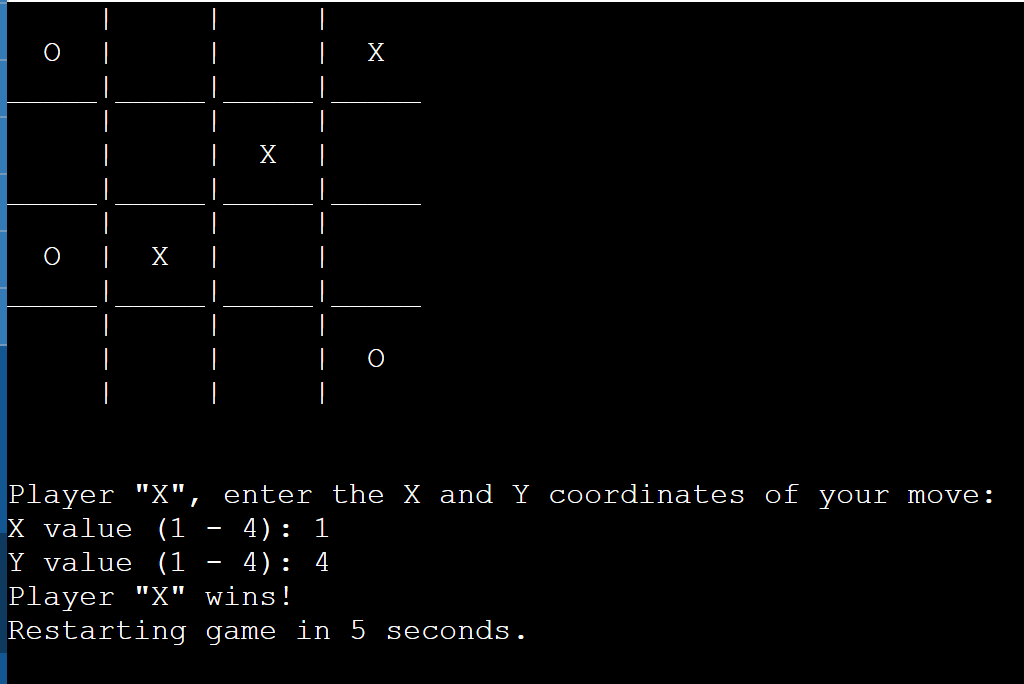 O | | | X
| | X |
O | X | |
| | | O
Player "X", enter the X and Y coordinates of your move:
X value (1 - 4): 1
Y value (1 - 4): 4
Player "X" wins!
Restarting game in 5 seconds.